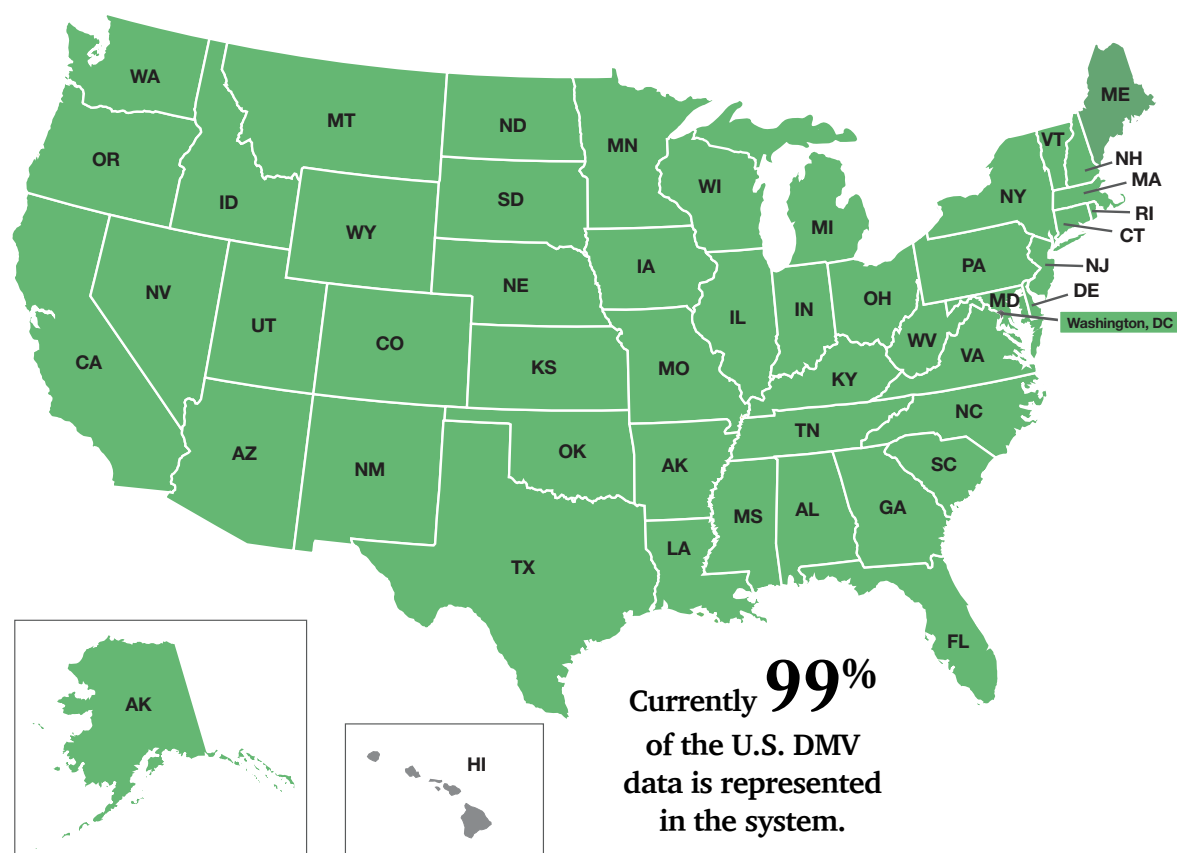 WA
ME
MT
ND
VT
MN
OR
NH
MA
WI
ID
SD
NY
RI
MI
WY
CT
IA
PA
NJ
NE
NV
DE
OH
MD
IN
UT
IL
Washington, DC
CO
WV
VA
CA
KS
MO
KY
NC
TN
AZ
OK
SC
NM
AK
GA
MS
AL
LA
TX
FL
AK
HI
Currently 99%
of the U.S. DMV
data is represented
in the system.